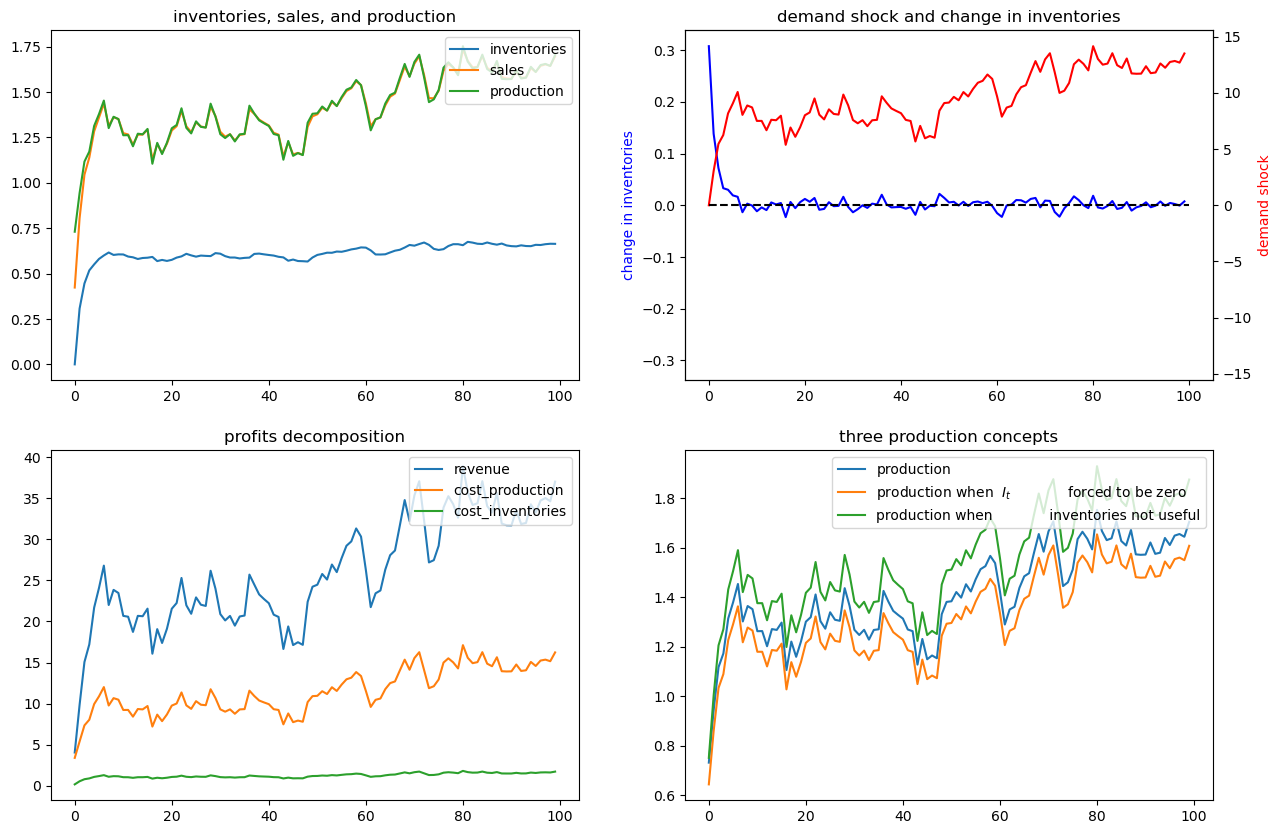 inventories, sales, and production
1.75
1.50
1.25
1.00
0.75
0.50
0.25
0.00
0 20 40 60 80 100
inventories
sales
production
demand shock and change in inventories
change in inventories
0.3
0.2
0.1
0.0
−0.1
−0.2
−0.3
0 20 40 60 80 100
15
10
5
0
−5
−10
−15
demand shock
profits decomposition
40
35
30
25
20
15
10
5
0
0 20 40 60 80 100
revenue
cost_production
cost_inventories
three production concepts
1.8
1.6
1.4
1.2
1.0
0.8
0.6
0 20 40 60 80 100
production
production when I_t forced to be zero
production when inventories not useful